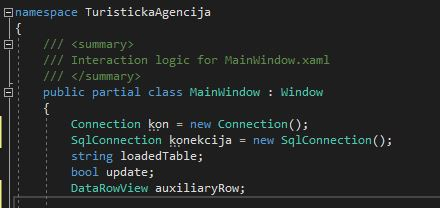 namespace TuristickaAgencija
{
/// <summary>
/// Interaction logic for MainWindow.xaml
/// </summary>
public partial class MainWindow : Window
{
Connection kon = new Connection();
SqlConnection konekcija = new SqlConnection();
string loadedTable;
bool update;
DataRowView auxiliaryRow;